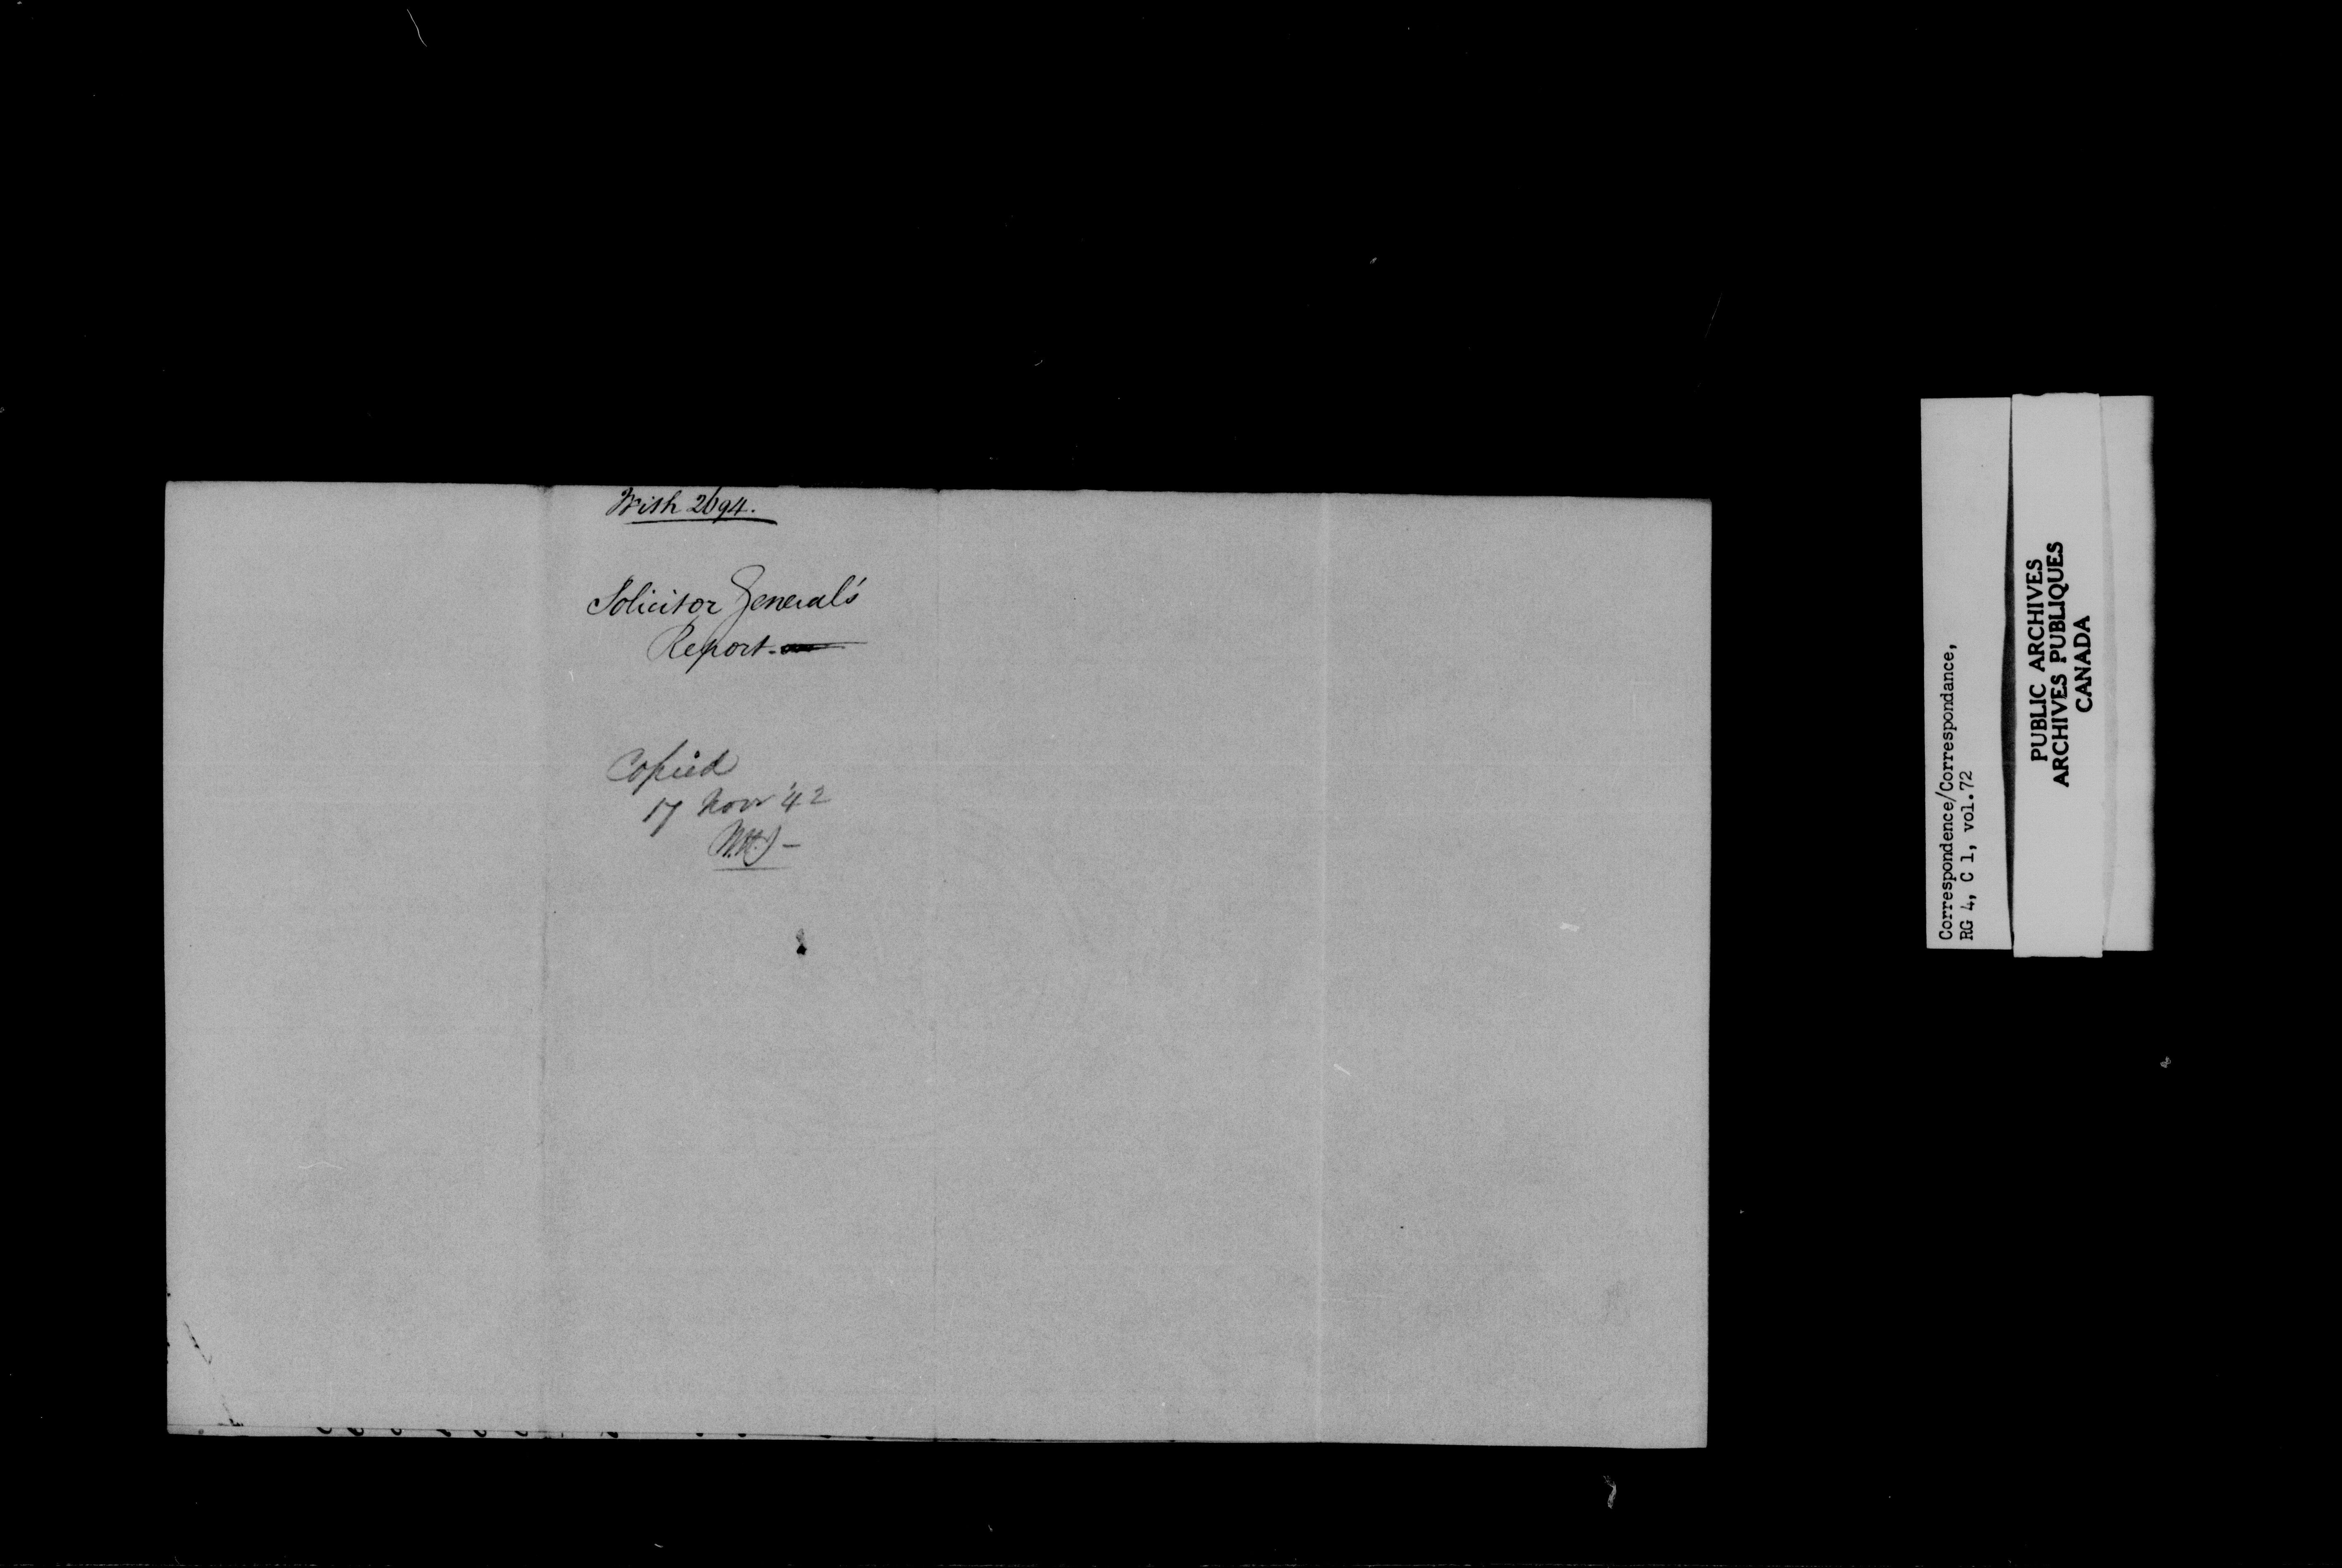 With 2694.
Solicitor General's
Report.
Copied
17 Novr '42
Correspondence/Correspondance,
RG 4, C 1, vol.72
PUBLIC ARCHIVES
ARCHIVES PUBLIQUES
CANADA